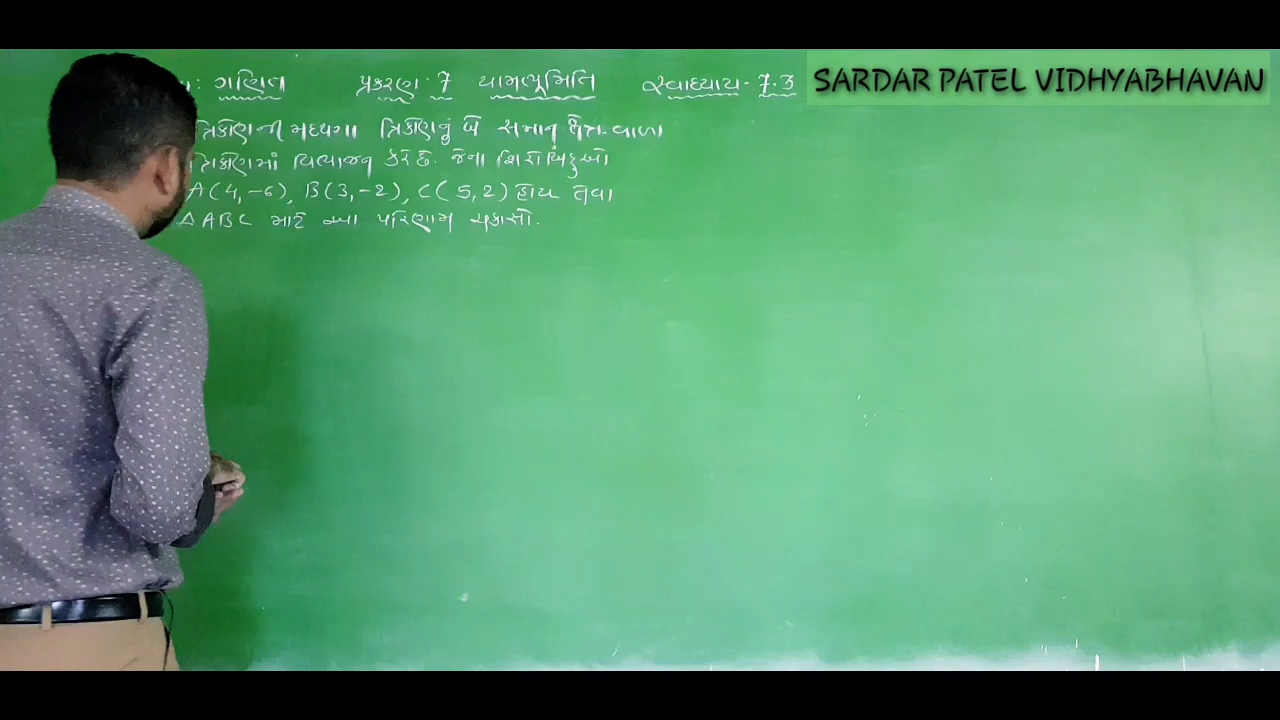 : ગણિત પ્રકરણ : 7 યામભૂમિતિ સ્વાધ્યાય - 7.3
SARDAR PATEL VIDHYABHAVAN
ત્રિકોણની મધ્યગા ત્રિકોણનું બે સમાન ક્ષેત્રવાળા
ત્રિકોણમાં વિભાજન કરે છે. જેના શિરોબિંદુઓ
A(4,-6), B(3,-2), C(5,2) હોય તેવા
△ABC માટે આ પરિણામ ચકાસો.